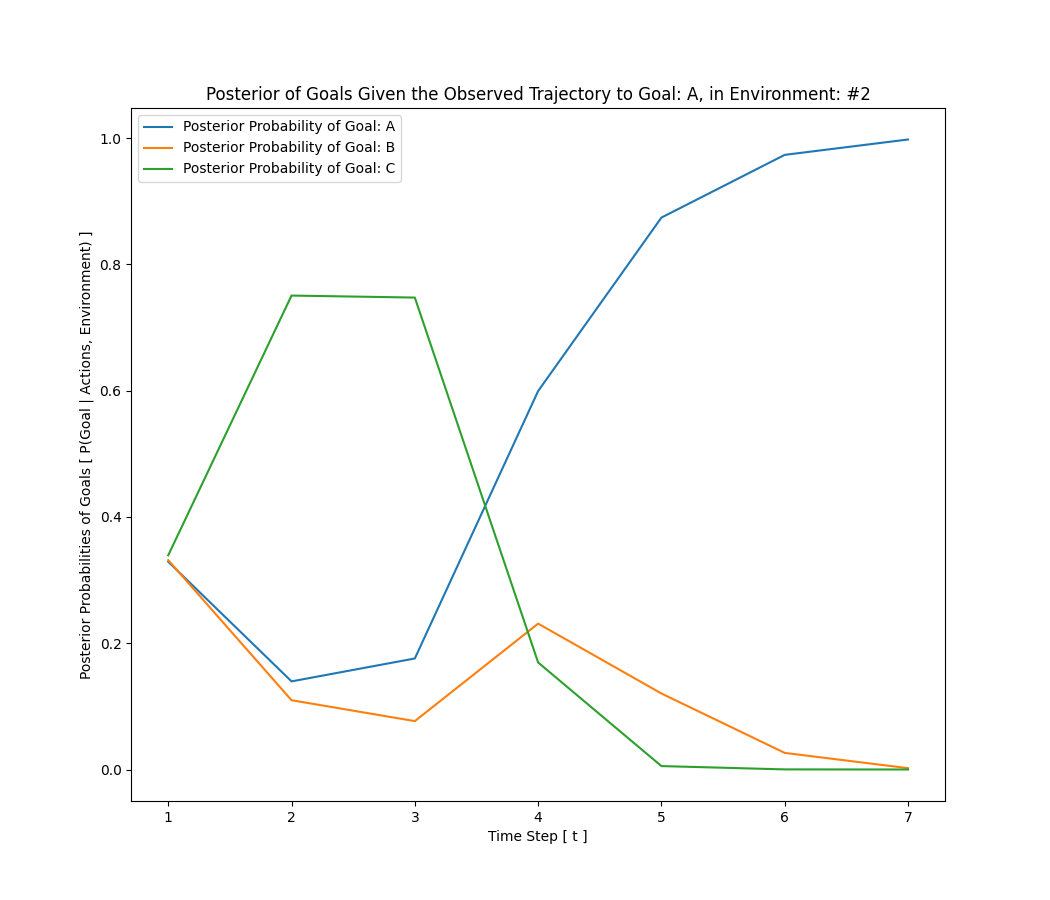 Posterior of Goals Given the Observed Trajectory to Goal: A, in Environment: #2
Posterior Probability of Goal: A
Posterior Probability of Goal: B
Posterior Probability of Goal: C
Posterior Probabilities of Goals [ P(Goal | Actions, Environment) ]
1.0
0.8
0.6
0.4
0.2
0.0
1 2 3 4 5 6 7
Time Step [ t ]